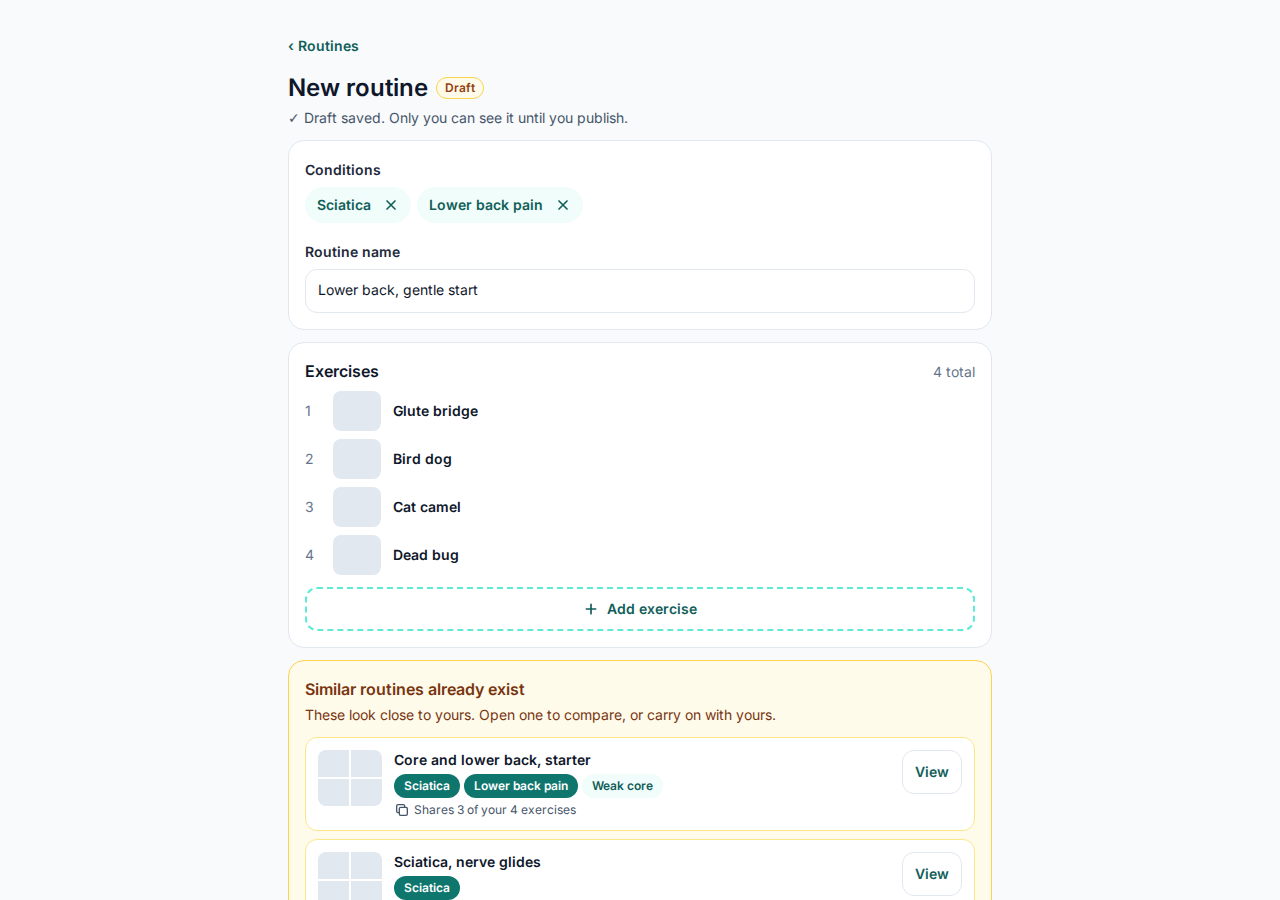 ‹ Routines
New routine Draft
✓ Draft saved. Only you can see it until you publish.
Conditions
Sciatica Lower back pain
Routine name
Lower back, gentle start
Exercises 4 total
1 Glute bridge
2 Bird dog
3 Cat camel
4 Dead bug
Add exercise
Similar routines already exist
These look close to yours. Open one to compare, or carry on with yours.
Core and lower back, starter
View
Sciatica Lower back pain Weak core
Shares 3 of your 4 exercises
Sciatica, nerve glides
View
Sciatica